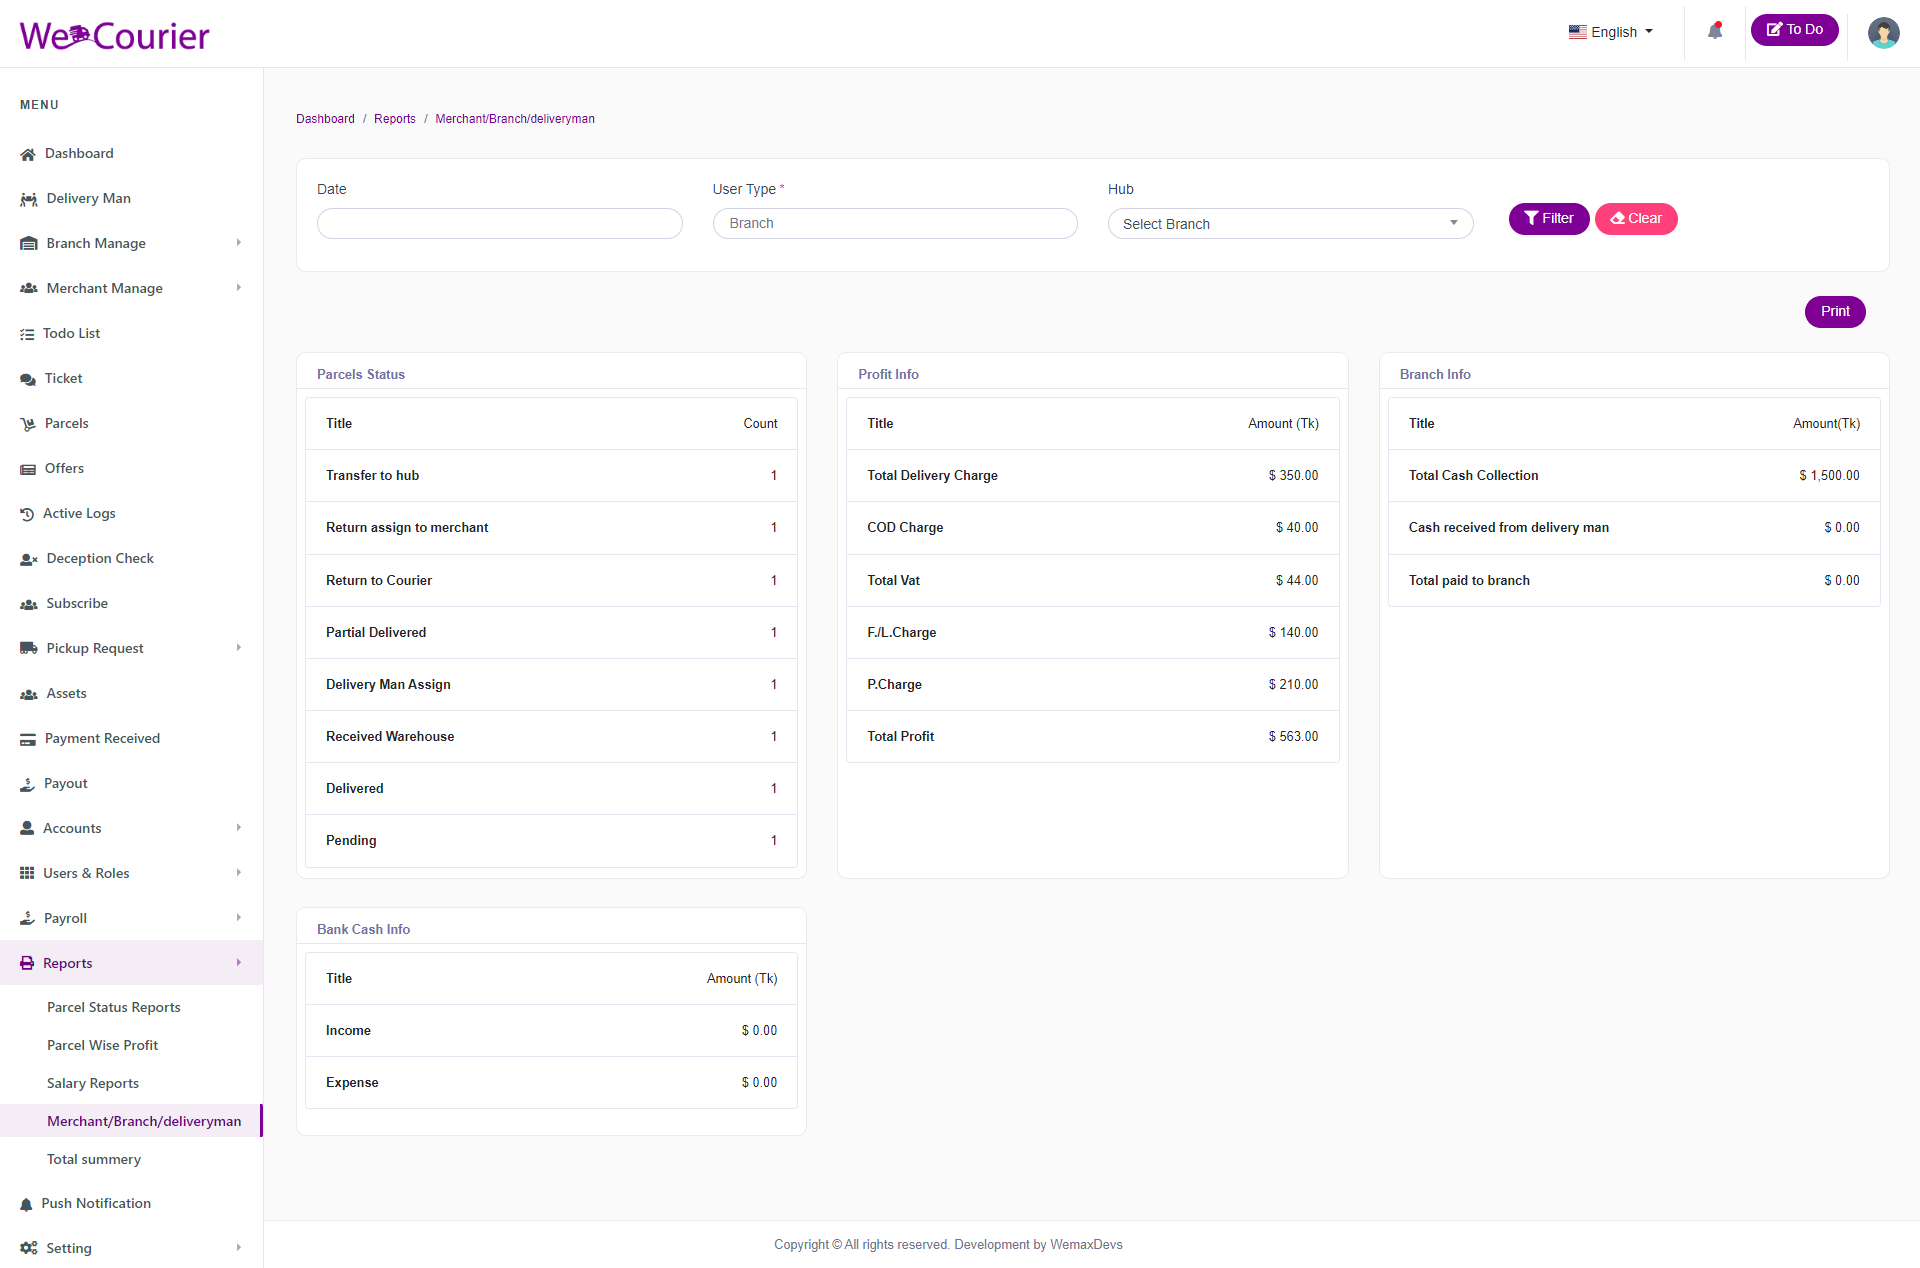 We Courier
English
To Do
MENU
Dashboard
Delivery Man
Branch Manage
Merchant Manage
Todo List
Ticket
Parcels
Offers
Active Logs
Deception Check
Subscribe
Pickup Request
Assets
Payment Received
Payout
Accounts
Users & Roles
Payroll
Reports
Parcel Status Reports
Parcel Wise Profit
Salary Reports
Merchant/Branch/deliveryman
Total summery
Push Notification
Setting
Dashboard / Reports / Merchant/Branch/deliveryman
Date
User Type *
Branch
Hub
Select Branch
Filter
Clear
Print
Parcels Status
Title Count
Transfer to hub 1
Return assign to merchant 1
Return to Courier 1
Partial Delivered 1
Delivery Man Assign 1
Received Warehouse 1
Delivered 1
Pending 1
Profit Info
Title Amount (Tk)
Total Delivery Charge $ 350.00
COD Charge $ 40.00
Total Vat $ 44.00
F./L.Charge $ 140.00
P.Charge $ 210.00
Total Profit $ 563.00
Branch Info
Title Amount(Tk)
Total Cash Collection $ 1,500.00
Cash received from delivery man $ 0.00
Total paid to branch $ 0.00
Bank Cash Info
Title Amount (Tk)
Income $ 0.00
Expense $ 0.00
Copyright © All rights reserved. Development by WemaxDevs